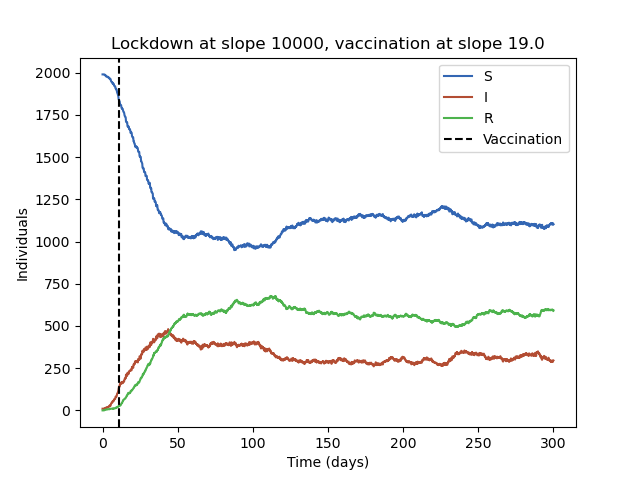 Lockdown at slope 10000, vaccination at slope 19.0
S
I
R
Vaccination
Individuals
2000
1750
1500
1250
1000
750
500
250
0
0 50 100 150 200 250 300
Time (days)